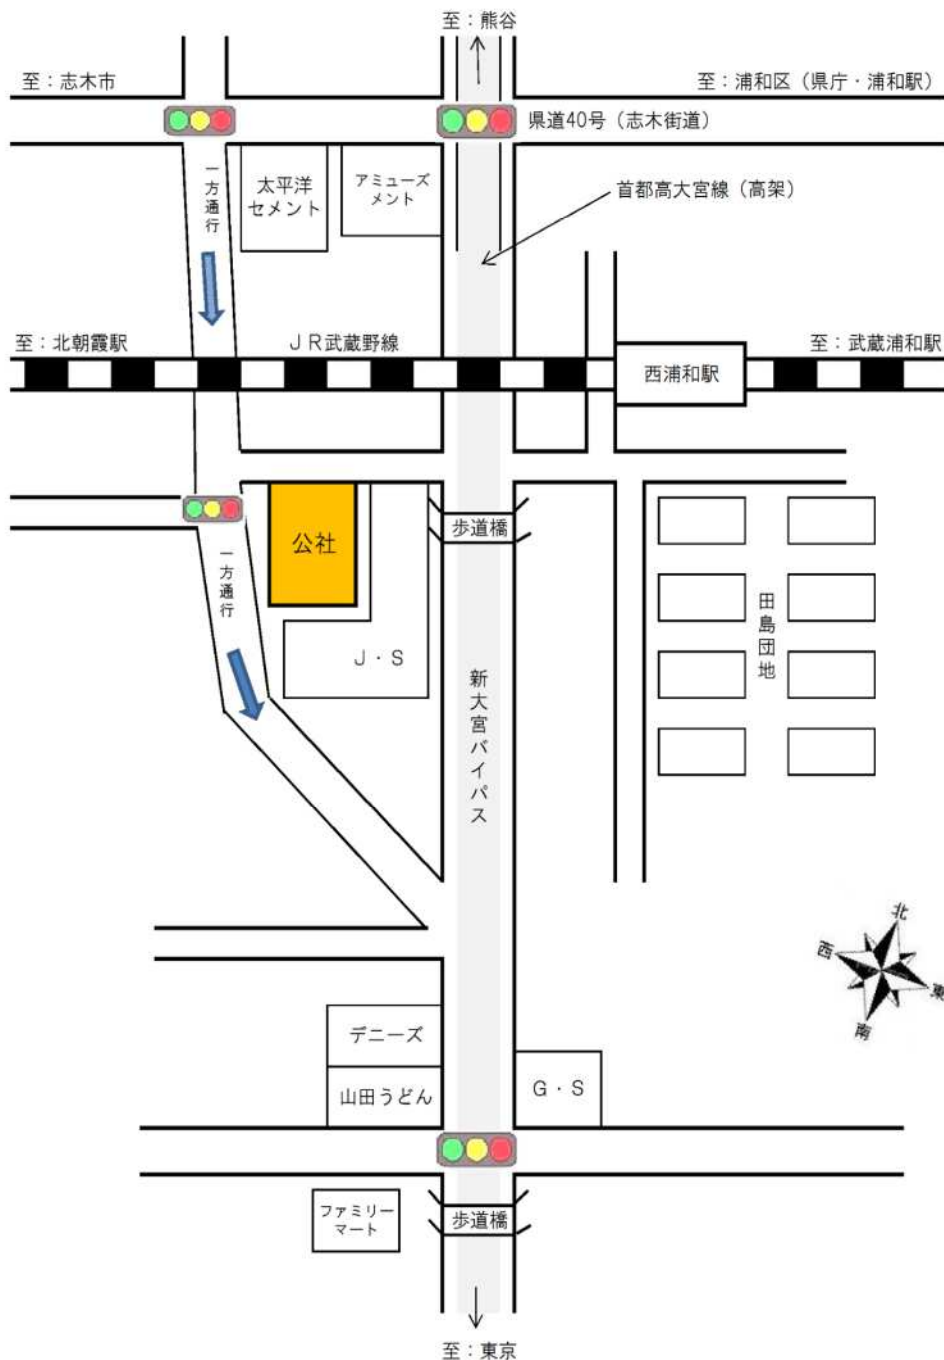 至：熊谷
至：志木市
至：浦和区（県庁・浦和駅）
県道40号（志木街道）
一方通行
太平洋
セメント
アミューズ
メント
首都高大宮線（高架）
至：北朝霞駅
ＪＲ武蔵野線
至：武蔵浦和駅
西浦和駅
公社
歩道橋
一方通行
Ｊ・Ｓ
田島団地
新大宮バイパス
北
西
東
南
デニーズ
山田うどん
Ｇ・Ｓ
ファミリー
マート
歩道橋
至：東京